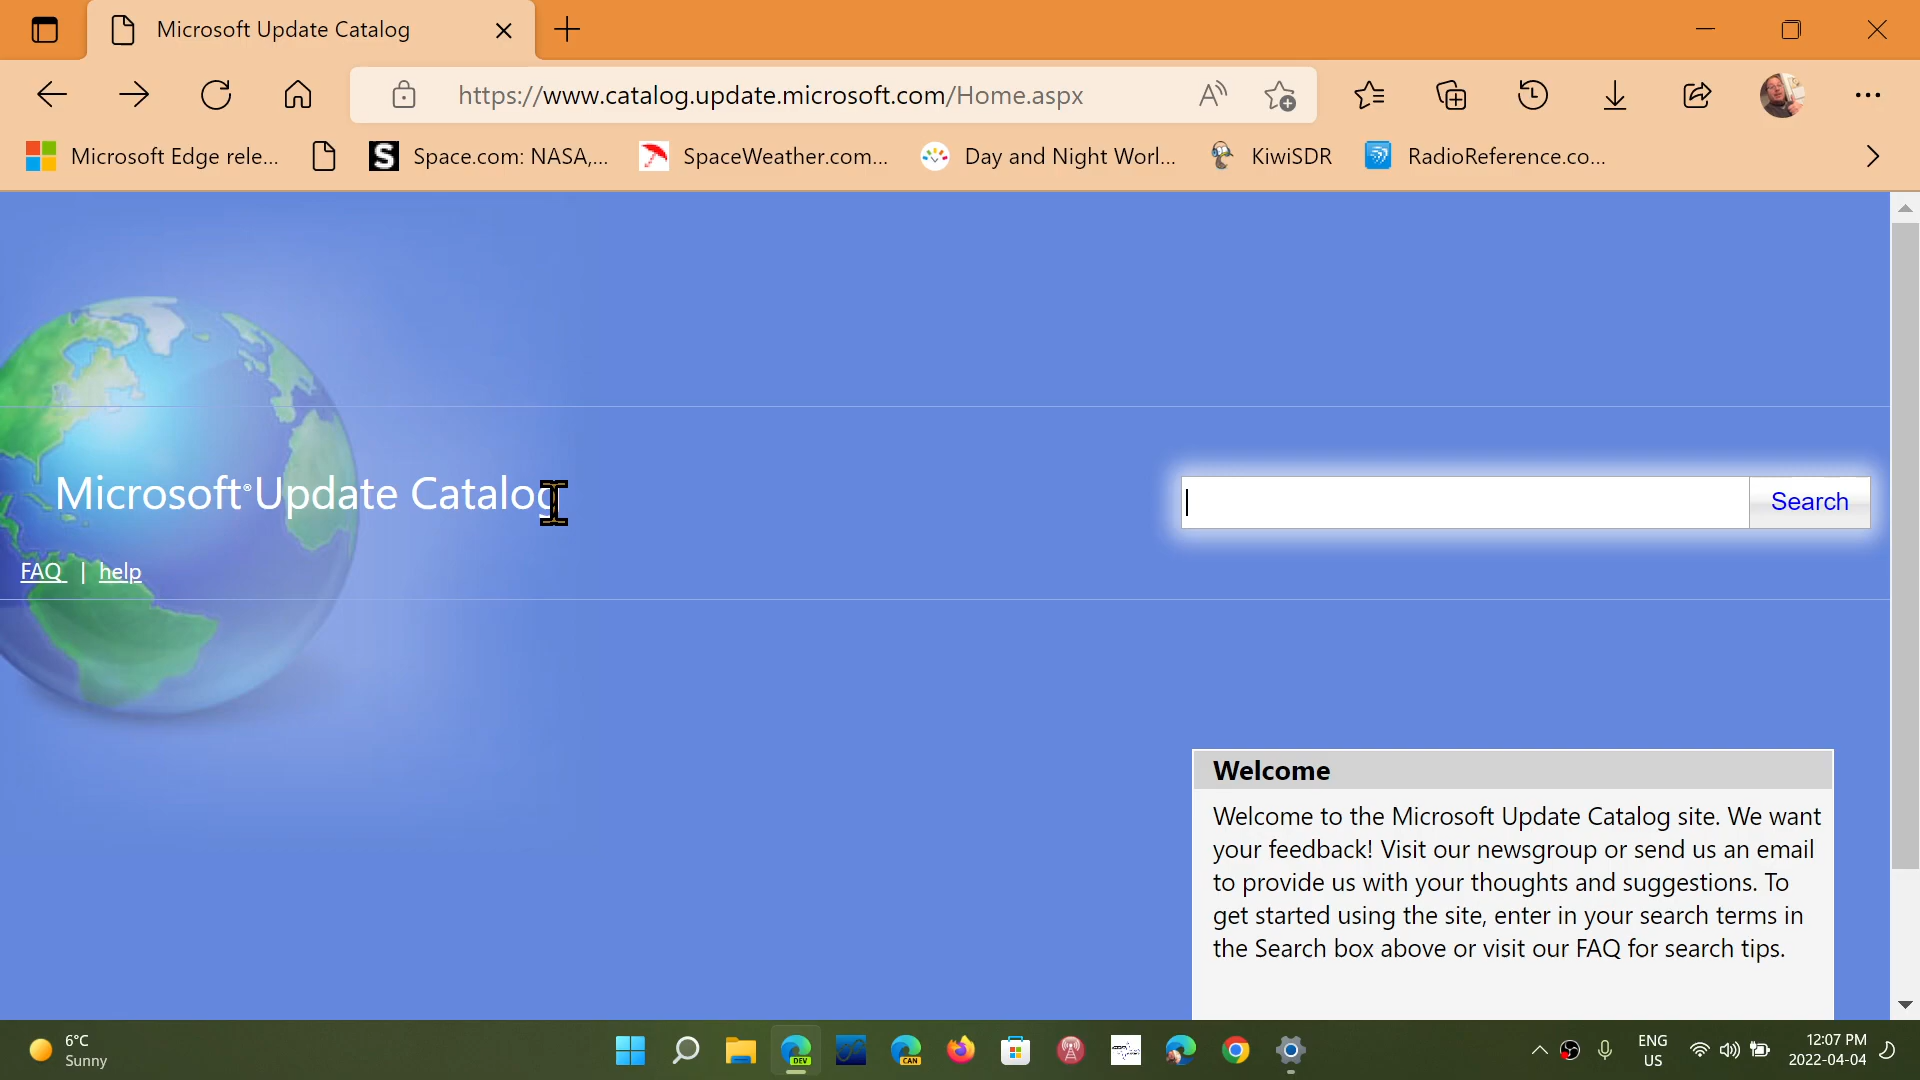 Microsoft Update Catalog
https://www.catalog.update.microsoft.com/Home.aspx
Microsoft Edge rele...
Space.com: NASA,...
SpaceWeather.com...
Day and Night Worl...
KiwiSDR
RadioReference.co...
Microsoft® Update Catalog
Search
FAQ | help
Welcome
Welcome to the Microsoft Update Catalog site. We want
your feedback! Visit our newsgroup or send us an email
to provide us with your thoughts and suggestions. To
get started using the site, enter in your search terms in
the Search box above or visit our FAQ for search tips.
6°C
Sunny
DEV
CAN
ENG
US
12:07 PM
2022-04-04